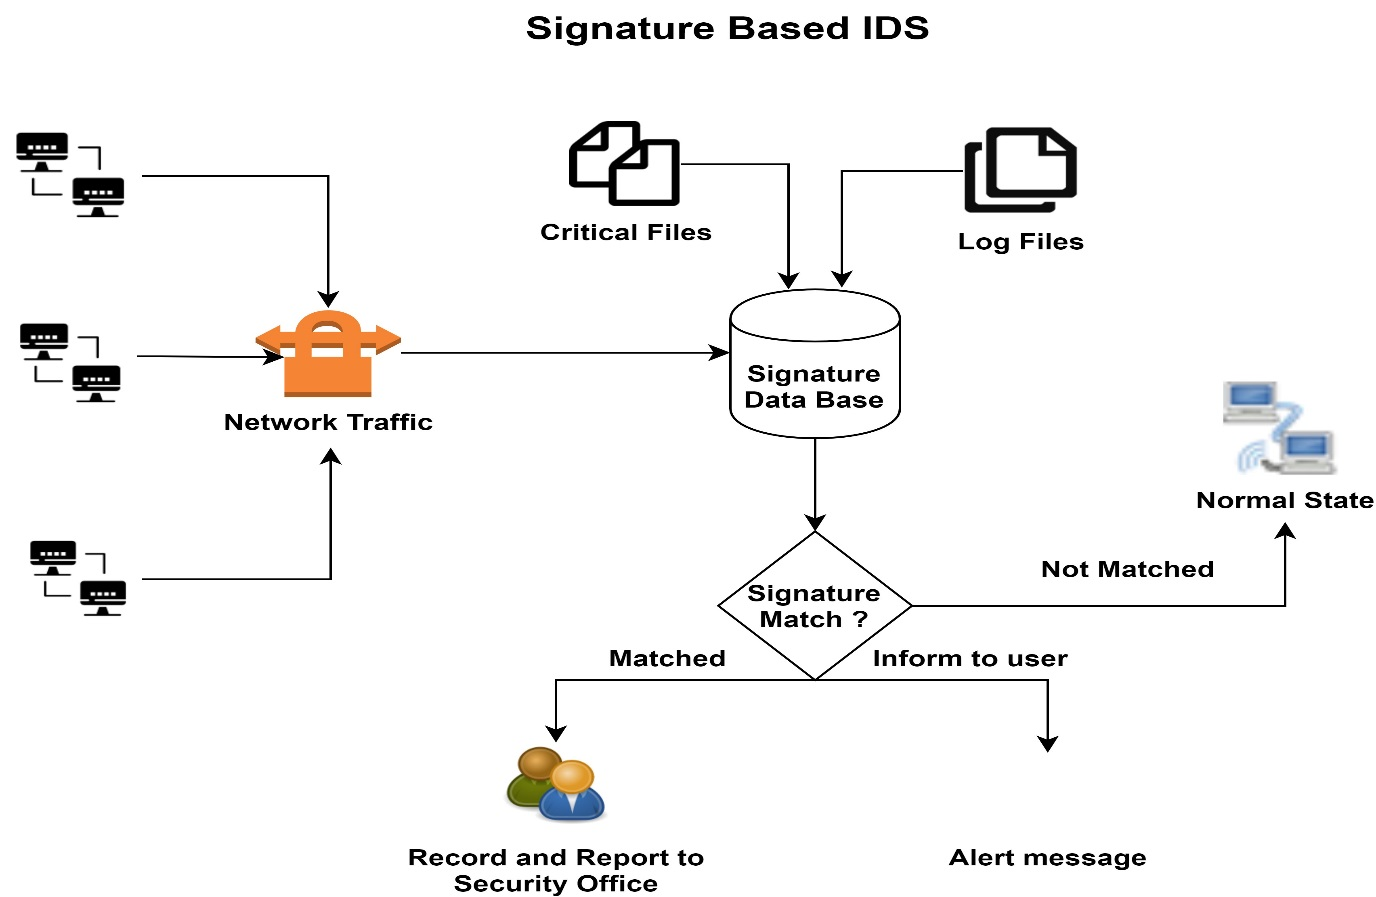 Signature Based IDS
Critical Files
Log Files
Signature
Data Base
Network Traffic
Normal State
Not Matched
Signature
Match ?
Matched
Inform to user
Record and Report to
Security Office
Alert message